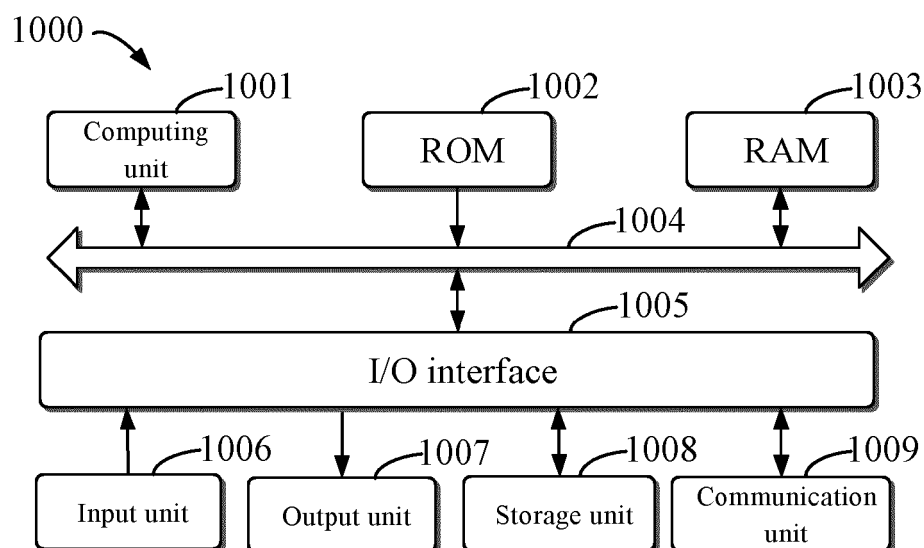 1000
1001
1002
1003
Computing
unit
ROM
RAM
1004
1005
I/O interface
1006
1007
1008
1009
Input unit
Output unit
Storage unit
Communication
unit